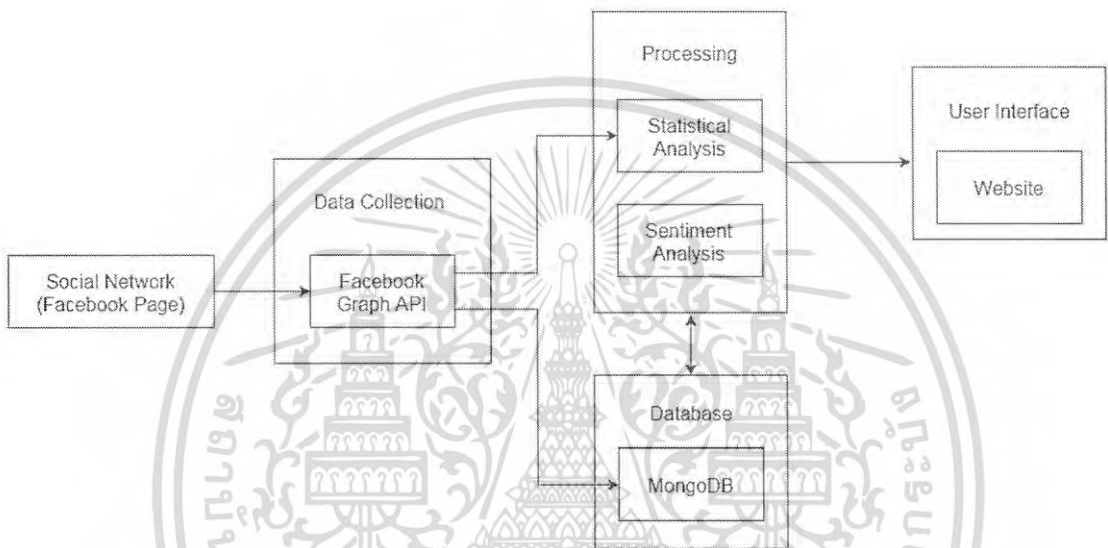 Processing
Statistical
Analysis
Sentiment
Analysis
User Interface
Website
Data Collection
Facebook
Graph API
Social Network
(Facebook Page)
Database
MongoDB